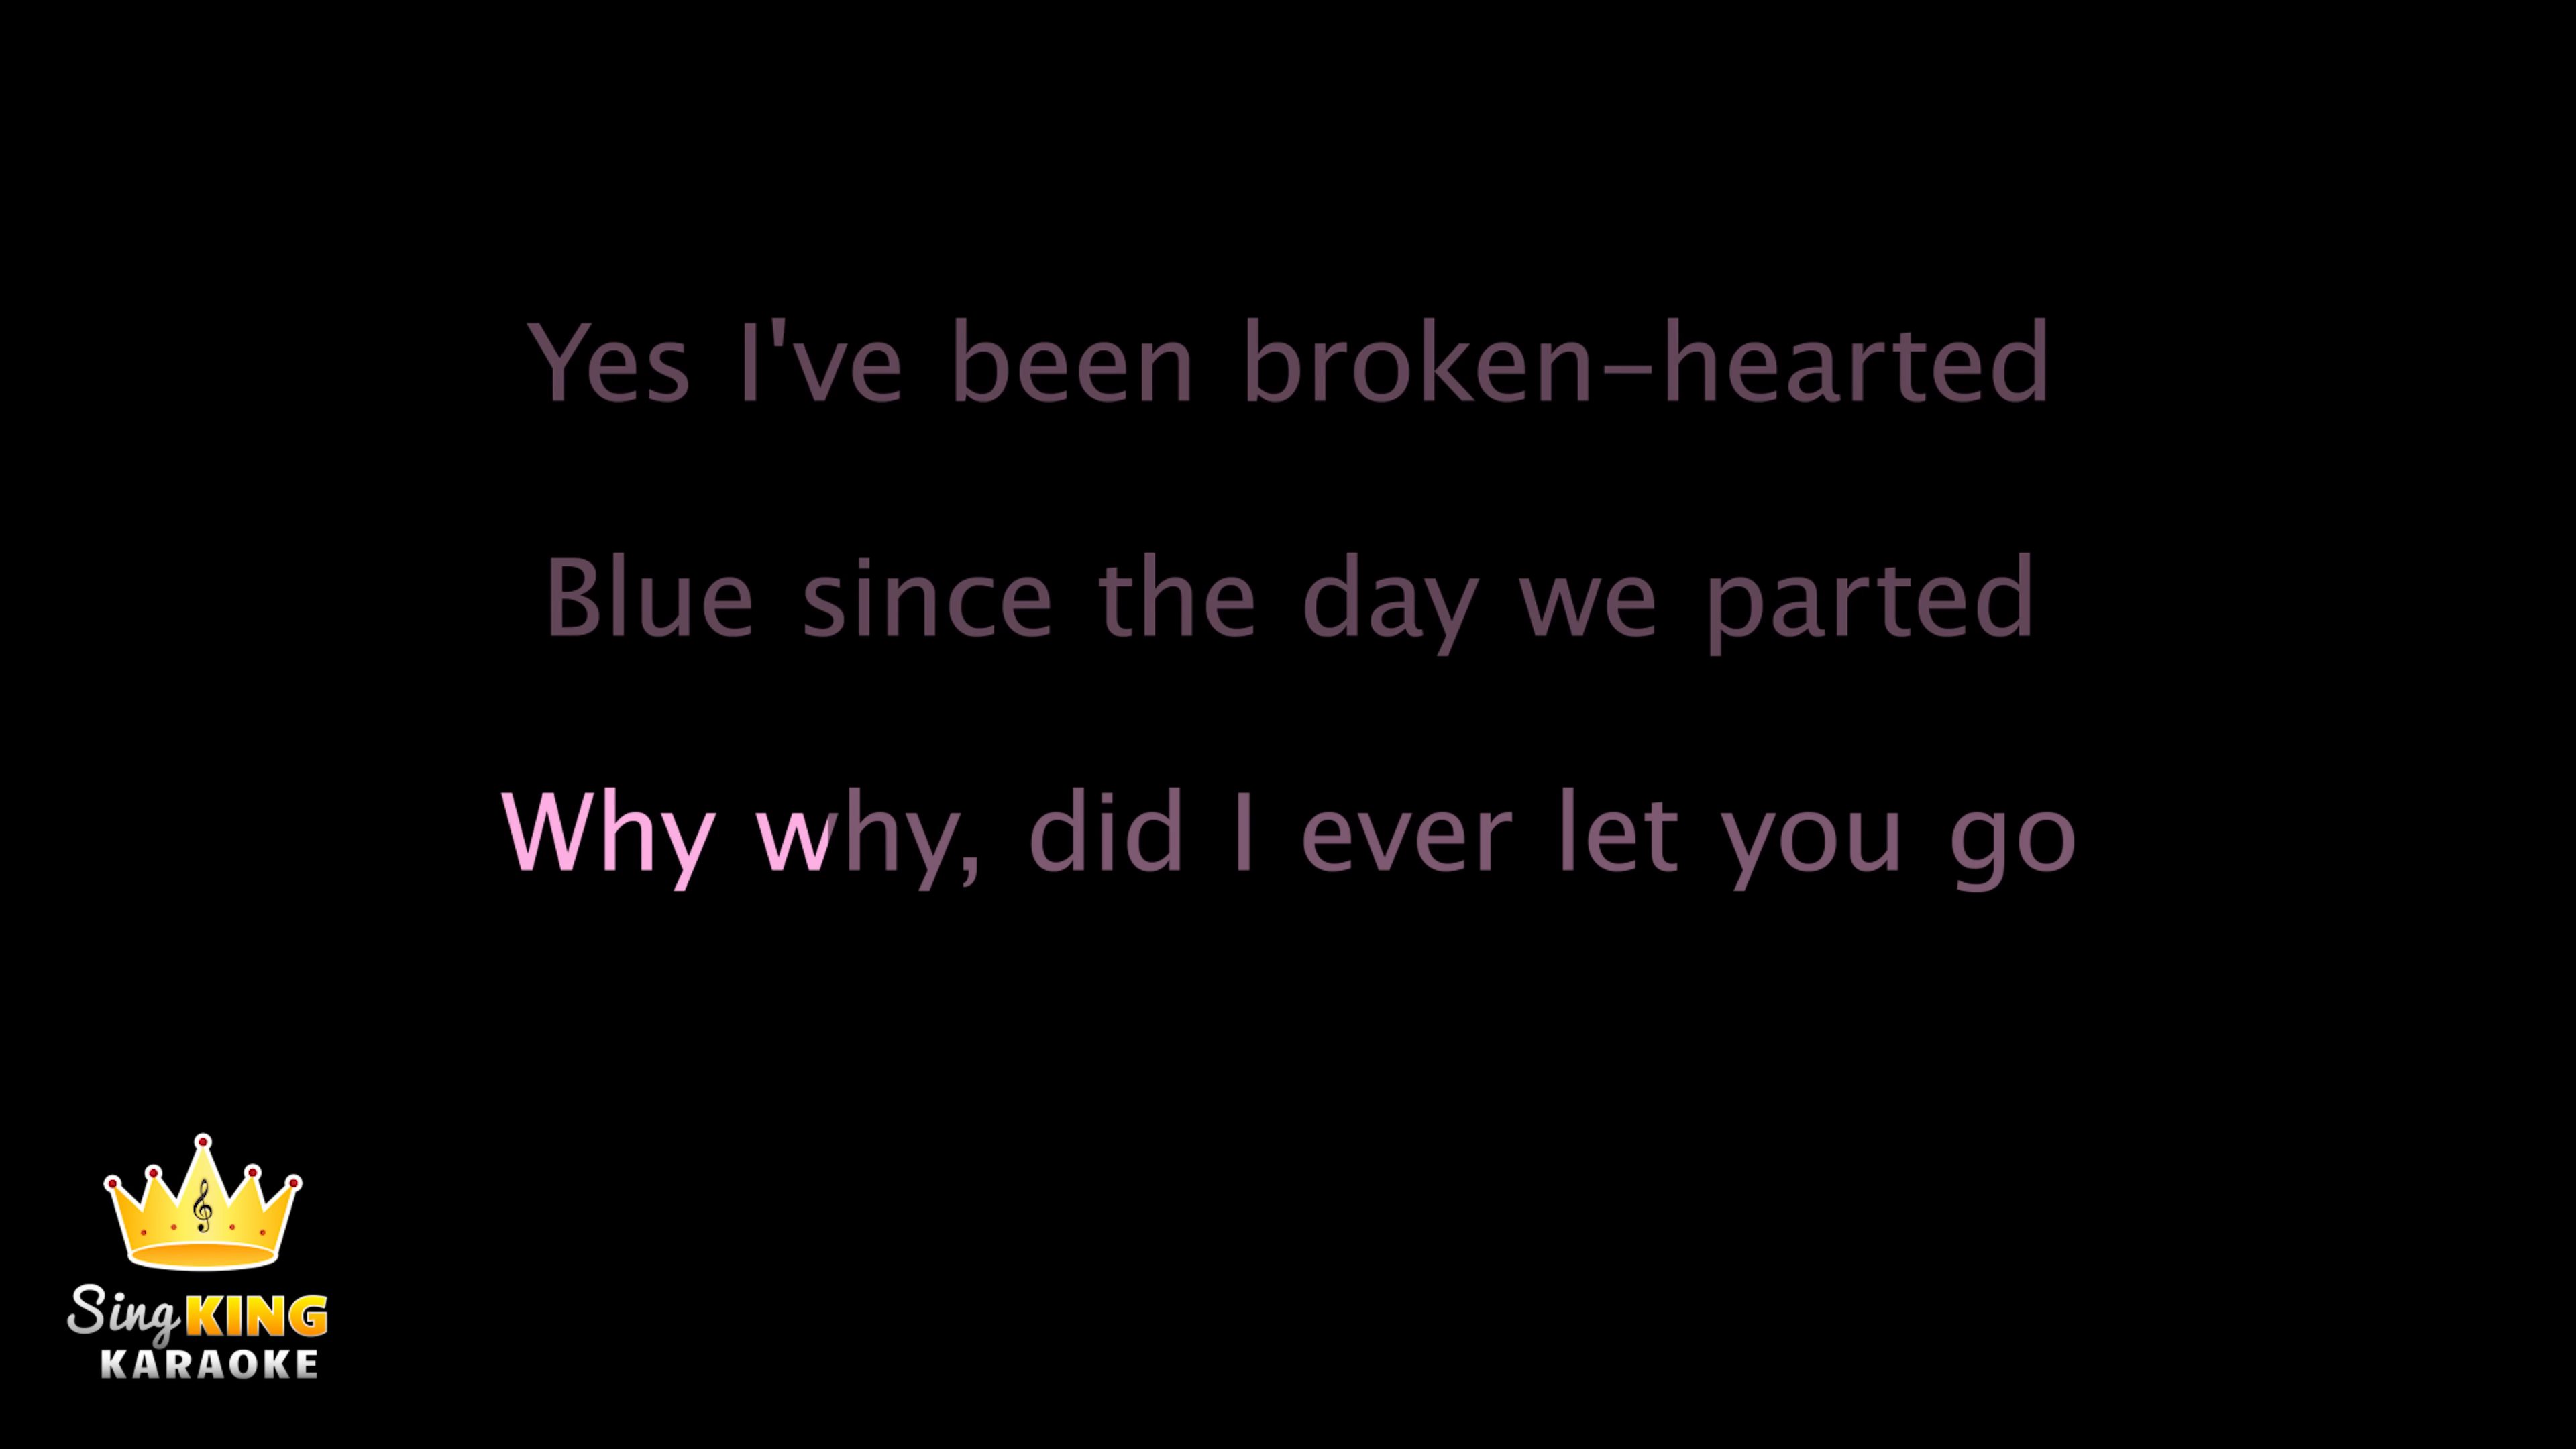 Yes I've been broken-hearted
Blue since the day we parted
Why why, did I ever let you go
Sing KING
KARAOKE